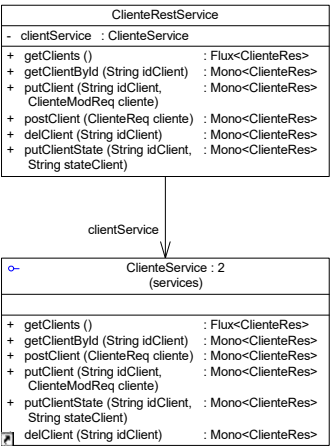 ClienteRestService
- clientService : ClienteService
+ getClients () : Flux<ClienteRes>
+ getClientById (String idClient) : Mono<ClienteRes>
+ putClient (String idClient, : Mono<ClienteRes>
ClienteModReq cliente)
+ postClient (ClienteReq cliente) : Mono<ClienteRes>
+ delClient (String idClient) : Mono<ClienteRes>
+ putClientState (String idClient, : Mono<ClienteRes>
String stateClient)
clientService
ClienteService : 2
(services)
+ getClients () : Flux<ClienteRes>
+ getClientById (String idClient) : Mono<ClienteRes>
+ postClient (ClienteReq cliente) : Mono<ClienteRes>
+ putClient (String idClient, : Mono<ClienteRes>
ClienteModReq cliente)
+ putClientState (String idClient, : Mono<ClienteRes>
String stateClient)
delClient (String idClient) : Mono<ClienteRes>